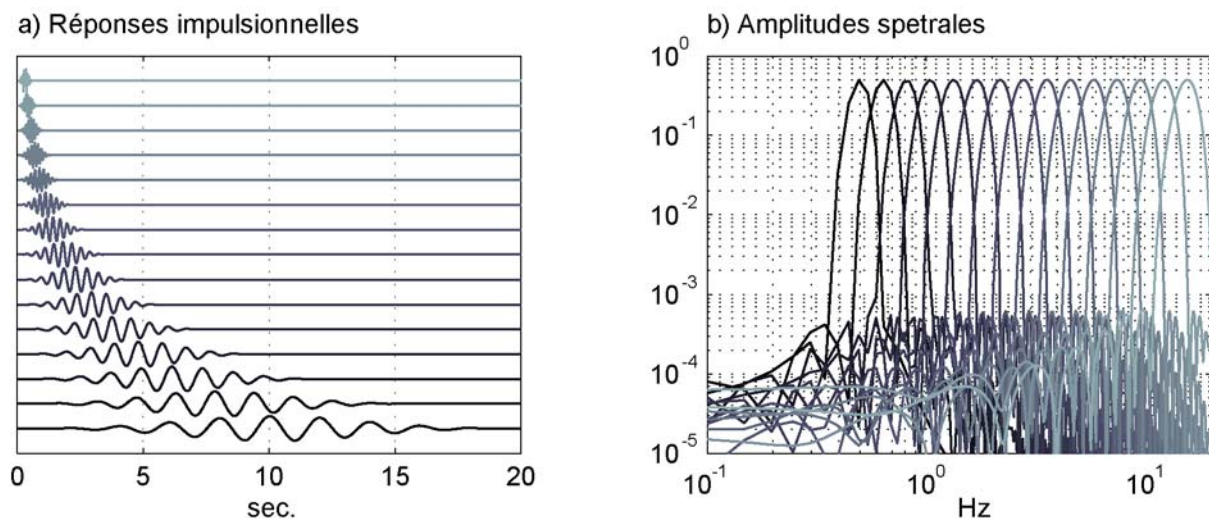 a) Réponses impulsionnelles
0 5 10 15 20
sec.
b) Amplitudes spetrales
10^0
10^-1
10^-2
10^-3
10^-4
10^-5
10^-1 10^0 10^1
Hz